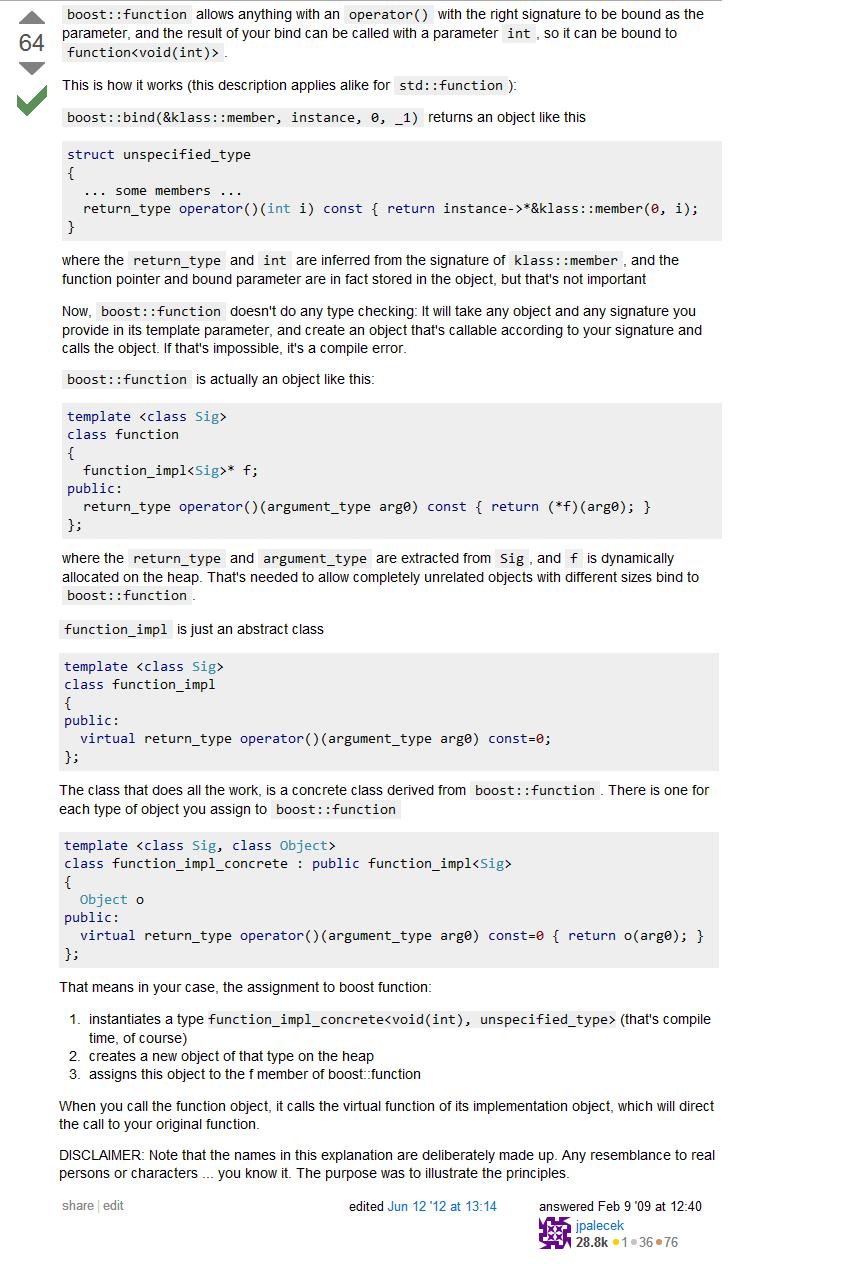 boost::function allows anything with an operator() with the right signature to be bound as the
64
parameter, and the result of your bind can be called with a parameter int , so it can be bound to
function<void(int)> .
This is how it works (this description applies alike for std::function ):
boost::bind(&klass::member, instance, 0, _1) returns an object like this
struct unspecified_type
{
... some members ...
return_type operator()(int i) const { return instance->*&klass::member(0, i);
}
where the return_type and int are inferred from the signature of klass::member , and the
function pointer and bound parameter are in fact stored in the object, but that's not important
Now, boost::function doesn't do any type checking: It will take any object and any signature you
provide in its template parameter, and create an object that's callable according to your signature and
calls the object. If that's impossible, it's a compile error.
boost::function is actually an object like this:
template <class Sig>
class function
{
function_impl<Sig>* f;
public:
return_type operator()(argument_type arg0) const { return (*f)(arg0); }
};
where the return_type and argument_type are extracted from Sig , and f is dynamically
allocated on the heap. That's needed to allow completely unrelated objects with different sizes bind to
boost::function .
function_impl is just an abstract class
template <class Sig>
class function_impl
{
public:
virtual return_type operator()(argument_type arg0) const=0;
};
The class that does all the work, is a concrete class derived from boost::function . There is one for
each type of object you assign to boost::function
template <class Sig, class Object>
class function_impl_concrete : public function_impl<Sig>
{
Object o
public:
virtual return_type operator()(argument_type arg0) const=0 { return o(arg0); }
};
That means in your case, the assignment to boost function:
1. instantiates a type function_impl_concrete<void(int), unspecified_type> (that's compile
time, of course)
2. creates a new object of that type on the heap
3. assigns this object to the f member of boost::function
When you call the function object, it calls the virtual function of its implementation object, which will direct
the call to your original function.
DISCLAIMER: Note that the names in this explanation are deliberately made up. Any resemblance to real
persons or characters ... you know it. The purpose was to illustrate the principles.
share | edit
edited Jun 12 '12 at 13:14
answered Feb 9 '09 at 12:40
jpalecek
28.8k ●1●36●76